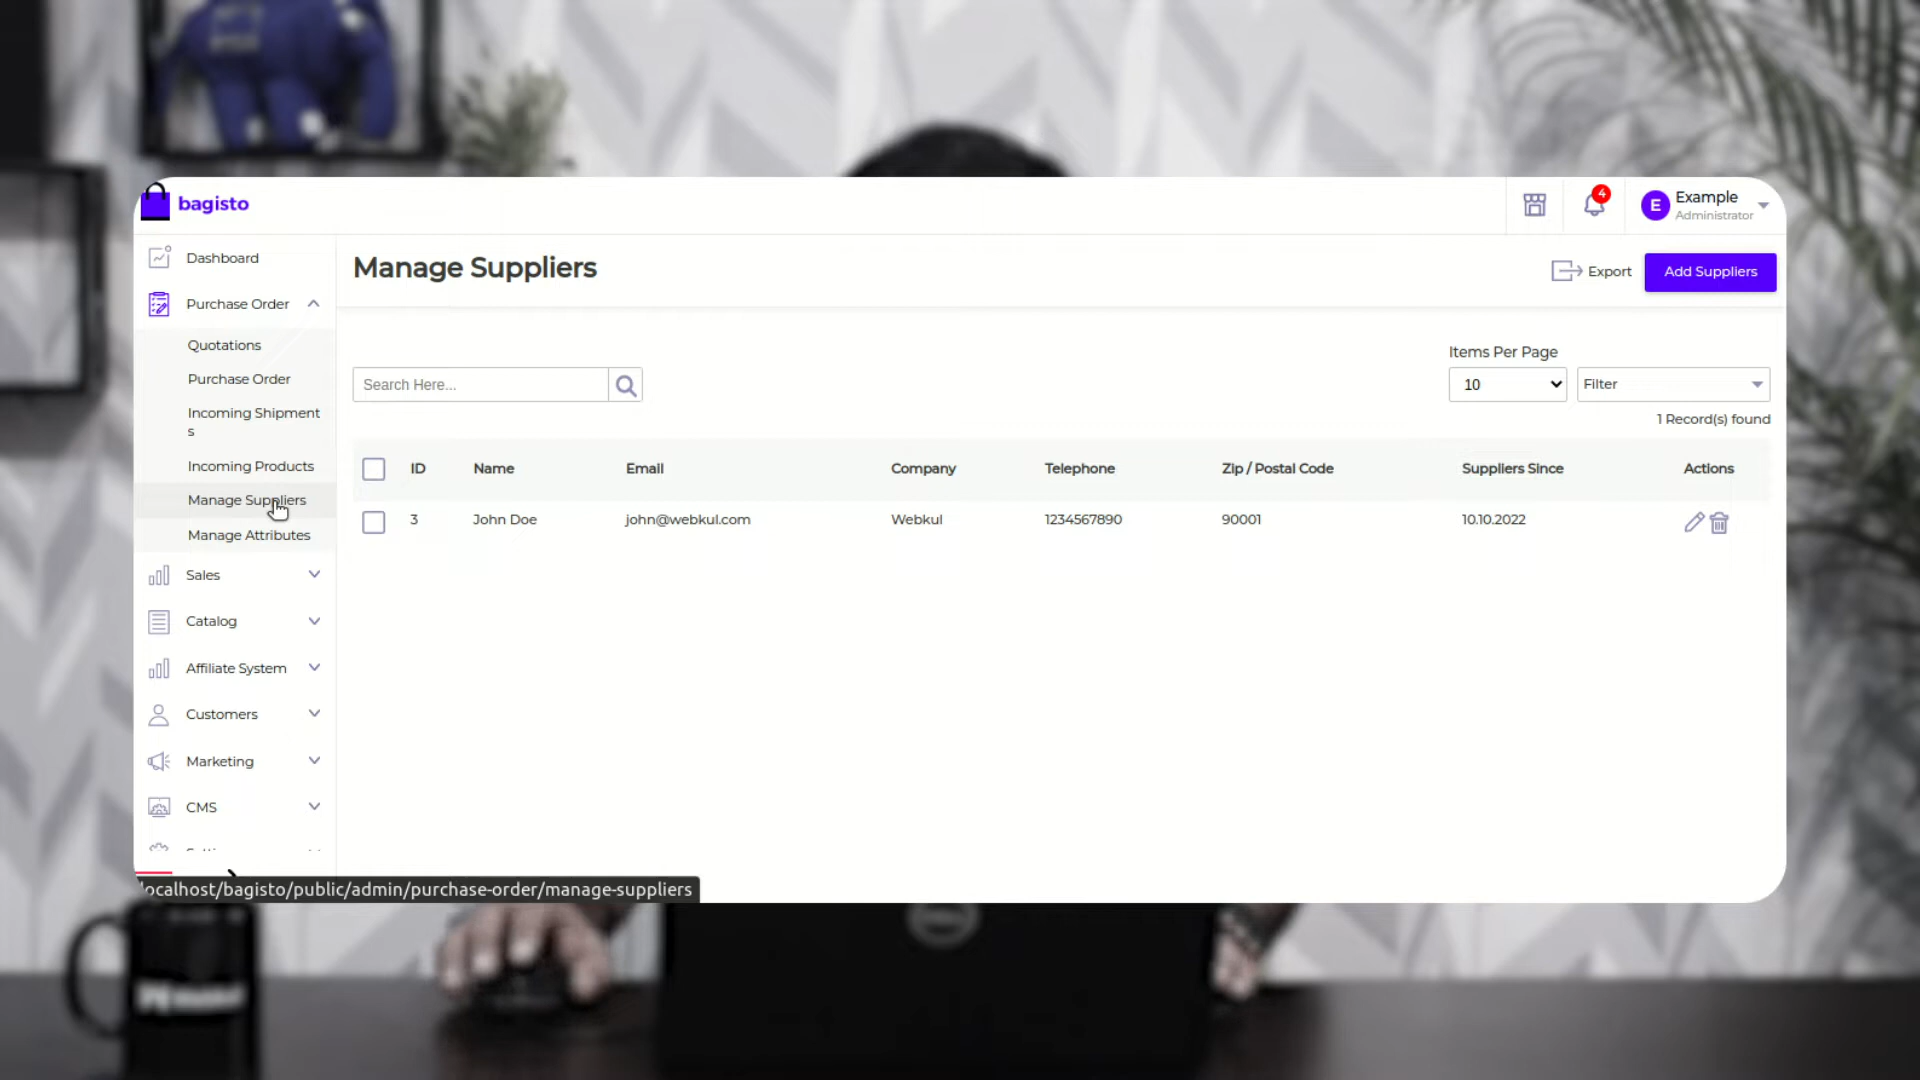 bagisto
4
E
Example
Administrator
Dashboard
Purchase Order
Quotations
Purchase Order
Incoming Shipment
s
Incoming Products
Manage Suppliers
Manage Attributes
Sales
Catalog
Affiliate System
Customers
Marketing
CMS
Manage Suppliers
Export
Add Suppliers
Items Per Page
Search Here...
10
Filter
1 Record(s) found
ID Name Email Company Telephone Zip / Postal Code Suppliers Since Actions
3 John Doe john@webkul.com Webkul 1234567890 90001 10.10.2022
localhost/bagisto/public/admin/purchase-order/manage-suppliers